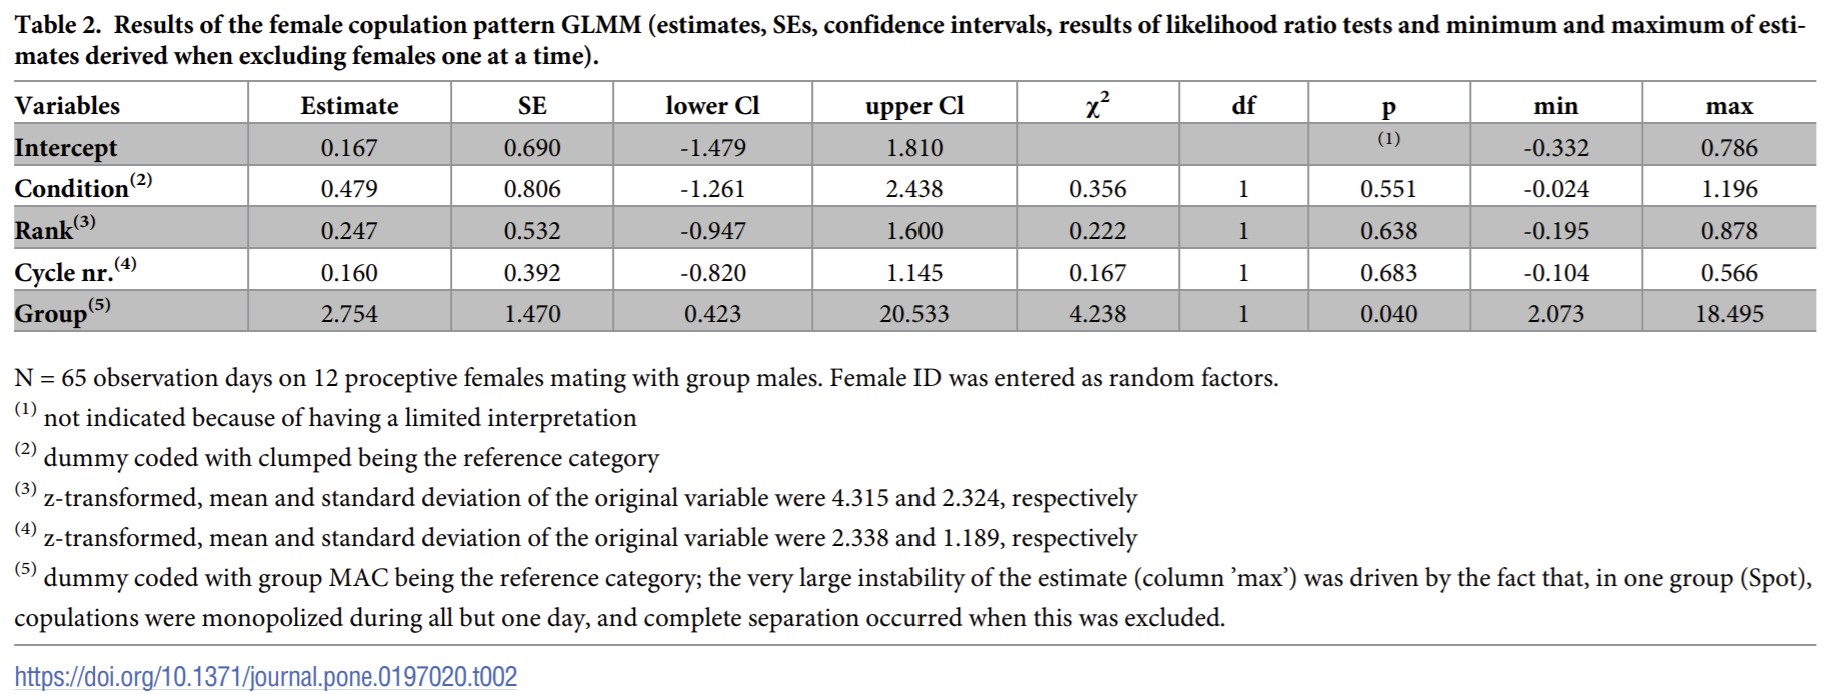 Table 2. Results of the female copulation pattern GLMM (estimates, SEs, confidence intervals, results of likelihood ratio tests and minimum and maximum of esti-
mates derived when excluding females one at a time).
Variables Estimate SE lower Cl upper Cl χ² df p min max
Intercept 0.167 0.690 -1.479 1.810 (1) -0.332 0.786
Condition(2) 0.479 0.806 -1.261 2.438 0.356 1 0.551 -0.024 1.196
Rank(3) 0.247 0.532 -0.947 1.600 0.222 1 0.638 -0.195 0.878
Cycle nr.(4) 0.160 0.392 -0.820 1.145 0.167 1 0.683 -0.104 0.566
Group(5) 2.754 1.470 0.423 20.533 4.238 1 0.040 2.073 18.495
N = 65 observation days on 12 proceptive females mating with group males. Female ID was entered as random factors.
(1) not indicated because of having a limited interpretation
(2) dummy coded with clumped being the reference category
(3) z-transformed, mean and standard deviation of the original variable were 4.315 and 2.324, respectively
(4) z-transformed, mean and standard deviation of the original variable were 2.338 and 1.189, respectively
(5) dummy coded with group MAC being the reference category; the very large instability of the estimate (column 'max') was driven by the fact that, in one group (Spot),
copulations were monopolized during all but one day, and complete separation occurred when this was excluded.
https://doi.org/10.1371/journal.pone.0197020.t002